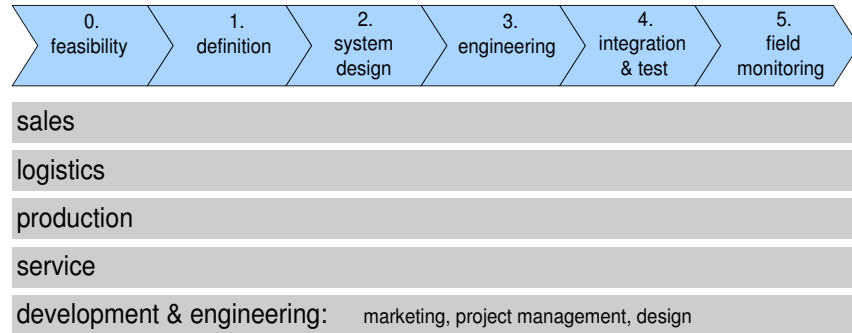 0.
feasibility
1.
definition
2.
system
design
3.
engineering
4.
integration
& test
5.
field
monitoring
sales
logistics
production
service
development & engineering: marketing, project management, design